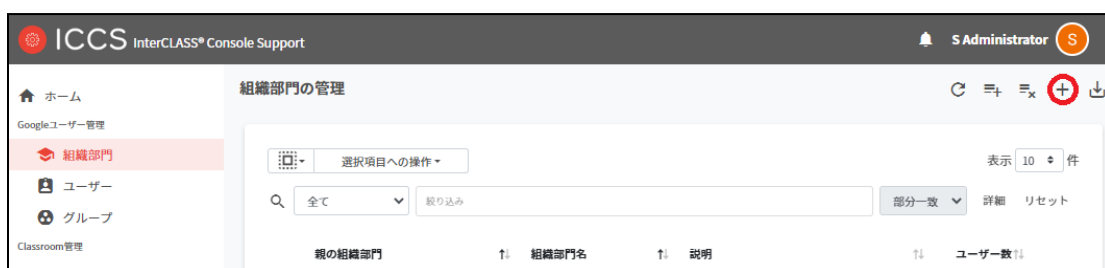 ICCS InterCLASS® Console Support S Administrator S
ホーム
組織部門の管理
Googleユーザー管理
組織部門
選択項目への操作
表示 10 件
ユーザー
全て 絞り込み 部分一致 詳細 リセット
グループ
Classroom管理
親の組織部門 組織部門名 説明 ユーザー数